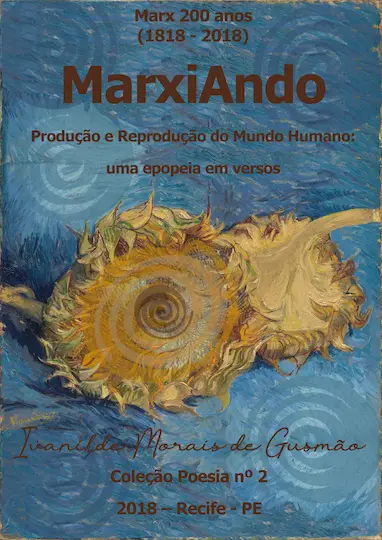 Marx 200 anos
(1818 - 2018)
MarxiAndo
Produção e Reprodução do Mundo Humano:
uma epopeia em versos
Ivanildo Morais de Gusmão
Coleção Poesia nº 2
2018 – Recife - PE